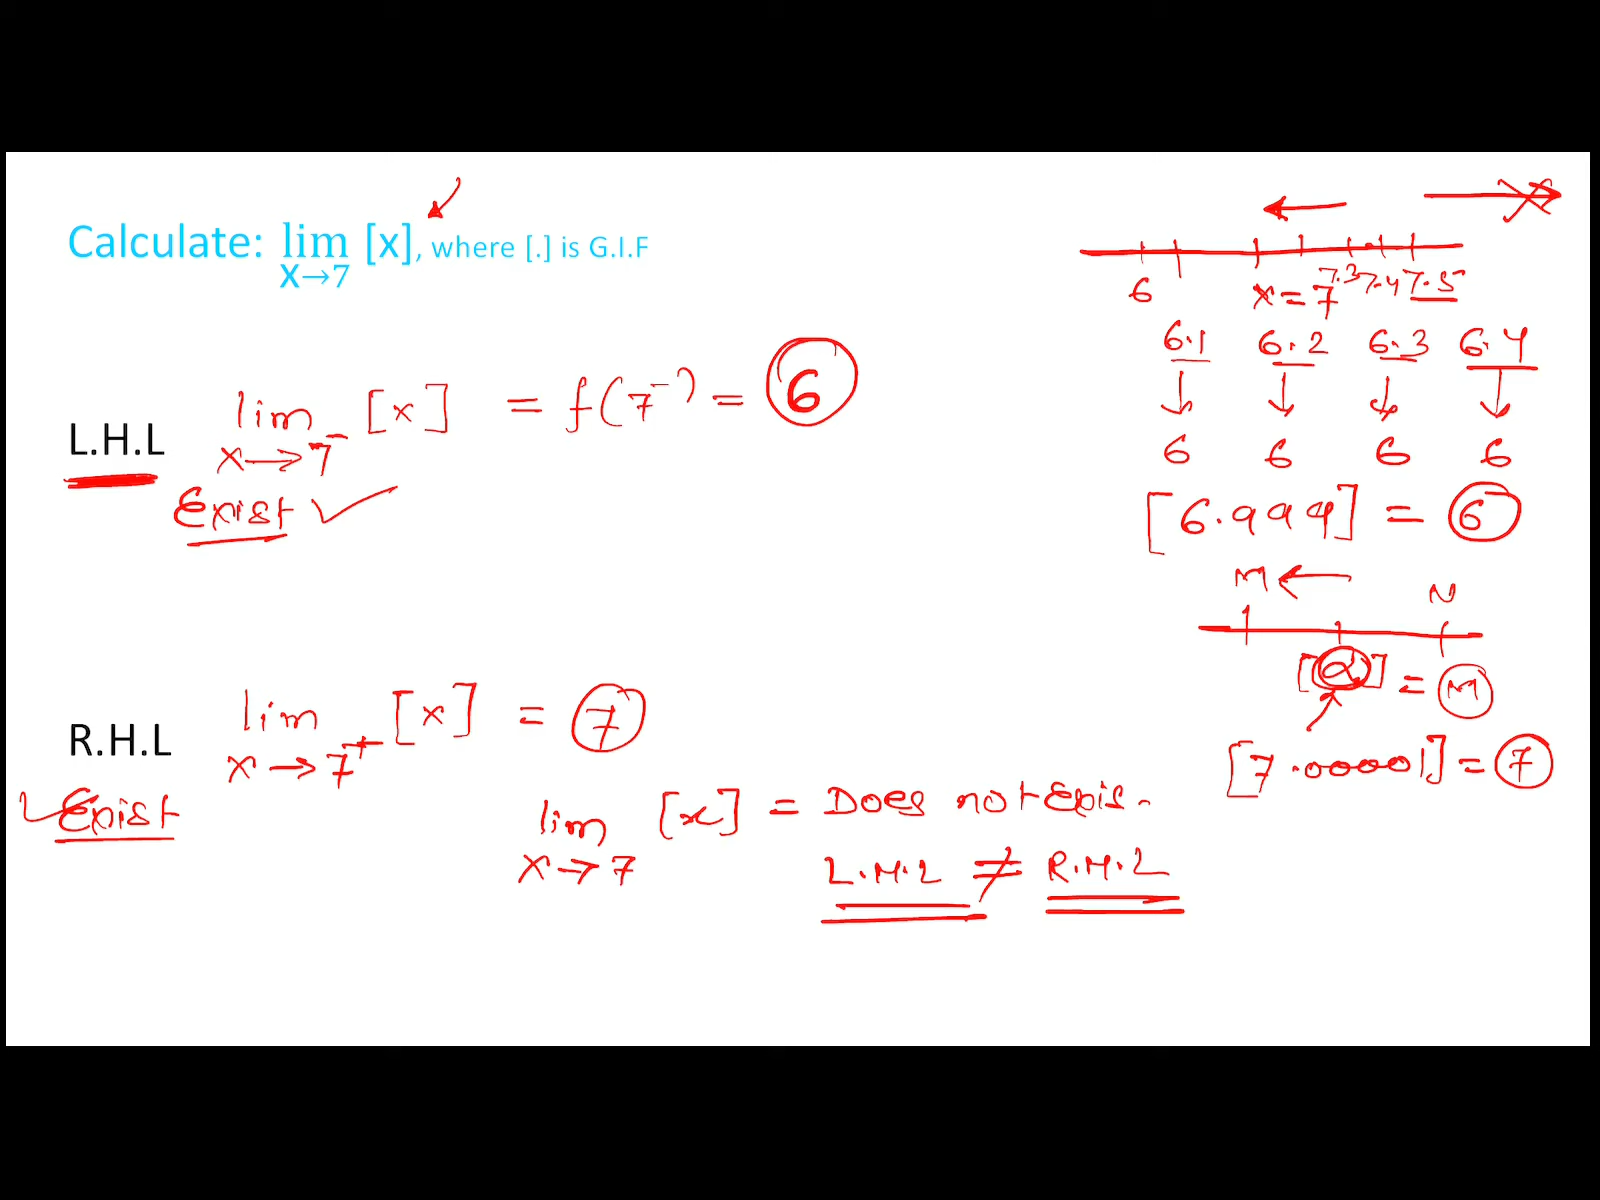 Calculate: lim x→7 [x], where [.] is G.I.F
L.H.L lim x→7⁻ [x] = f(7⁻) = 6
Exist ✓
R.H.L lim x→7⁺ [x] = 7
✓ Exist
lim x→7 [x] = Does not Exis.
L.H.L ≠ R.H.L
6 x=7 7.3 7.4 7.5
6.1 6.2 6.3 6.4
↓ ↓ ↓ ↓
6 6 6 6
[6.999] = 6
M ← N
[α] = M
[7.00001] = 7